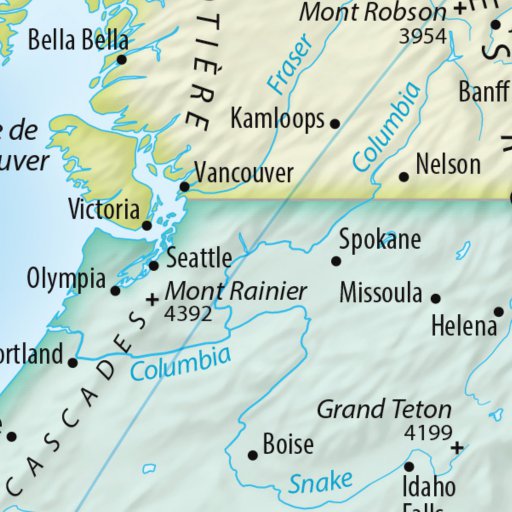 Mont Robson
3954
Bella Bella
TIÈRE
Fraser
Columbia
Banff
Kamloops
e de
uver
Nelson
Vancouver
Victoria
Spokane
Seattle
Olympia
Mont Rainier
4392
Missoula
Helena
ortland
Columbia
CASCADES
Grand Teton
4199
Boise
Snake
Idaho
Falls